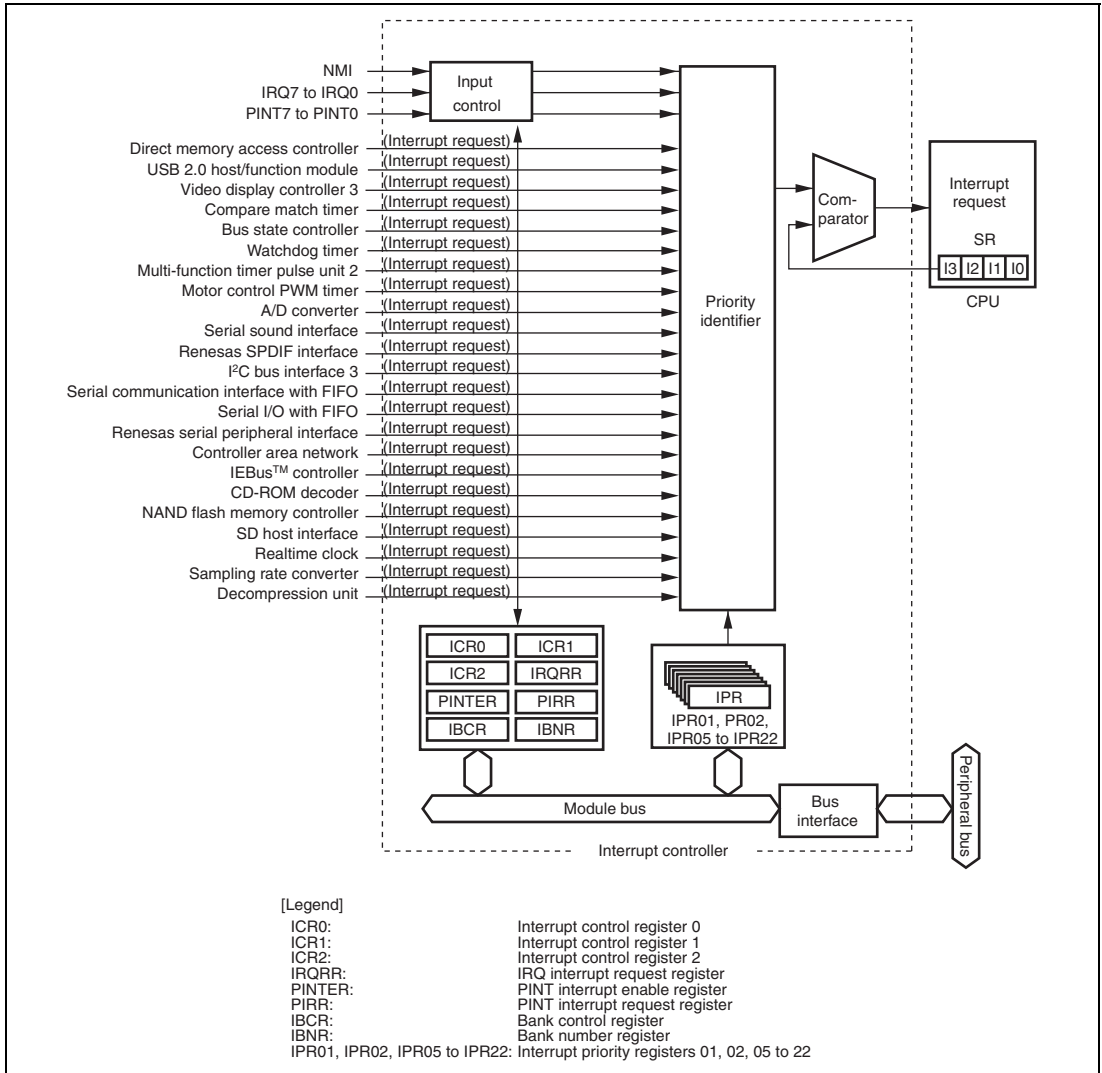 NMI
IRQ7 to IRQ0
PINT7 to PINT0
Input
control
Direct memory access controller (Interrupt request)
USB 2.0 host/function module (Interrupt request)
Video display controller 3 (Interrupt request)
Compare match timer (Interrupt request)
Bus state controller (Interrupt request)
Watchdog timer (Interrupt request)
Multi-function timer pulse unit 2 (Interrupt request)
Motor control PWM timer (Interrupt request)
A/D converter (Interrupt request)
Serial sound interface (Interrupt request)
Renesas SPDIF interface (Interrupt request)
I²C bus interface 3 (Interrupt request)
Serial communication interface with FIFO (Interrupt request)
Serial I/O with FIFO (Interrupt request)
Renesas serial peripheral interface (Interrupt request)
Controller area network (Interrupt request)
IEBus™ controller (Interrupt request)
CD-ROM decoder (Interrupt request)
NAND flash memory controller (Interrupt request)
SD host interface (Interrupt request)
Realtime clock (Interrupt request)
Sampling rate converter (Interrupt request)
Decompression unit (Interrupt request)
Priority
identifier
Com-
parator
Interrupt
request
SR
I3 I2 I1 I0
CPU
ICR0 ICR1
ICR2 IRQRR
PINTER PIRR
IBCR IBNR
IPR
IPR01, PR02,
IPR05 to IPR22
Module bus
Bus
interface
Peripheral bus
Interrupt controller
[Legend]
ICR0: Interrupt control register 0
ICR1: Interrupt control register 1
ICR2: Interrupt control register 2
IRQRR: IRQ interrupt request register
PINTER: PINT interrupt enable register
PIRR: PINT interrupt request register
IBCR: Bank control register
IBNR: Bank number register
IPR01, IPR02, IPR05 to IPR22: Interrupt priority registers 01, 02, 05 to 22